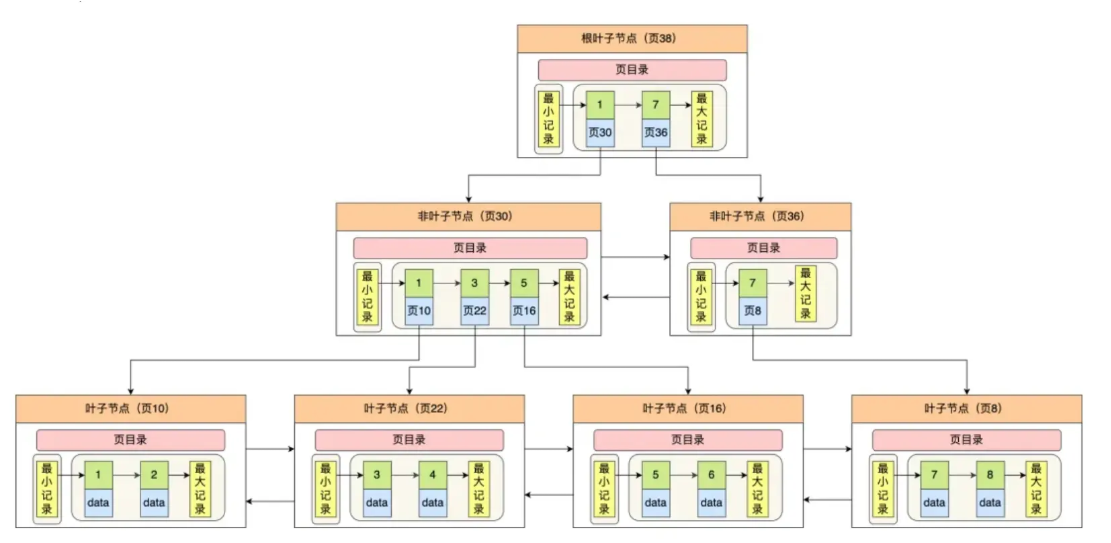 根叶子节点（页38）
页目录
最小记录
1
7
最大记录
页30
页36
非叶子节点（页30）
页目录
最小记录
1
3
5
最大记录
页10
页22
页16
非叶子节点（页36）
页目录
最小记录
7
最大记录
页8
叶子节点（页10）
页目录
最小记录
1
2
最大记录
data
data
叶子节点（页22）
页目录
最小记录
3
4
最大记录
data
data
叶子节点（页16）
页目录
最小记录
5
6
最大记录
data
data
叶子节点（页8）
页目录
最小记录
7
8
最大记录
data
data